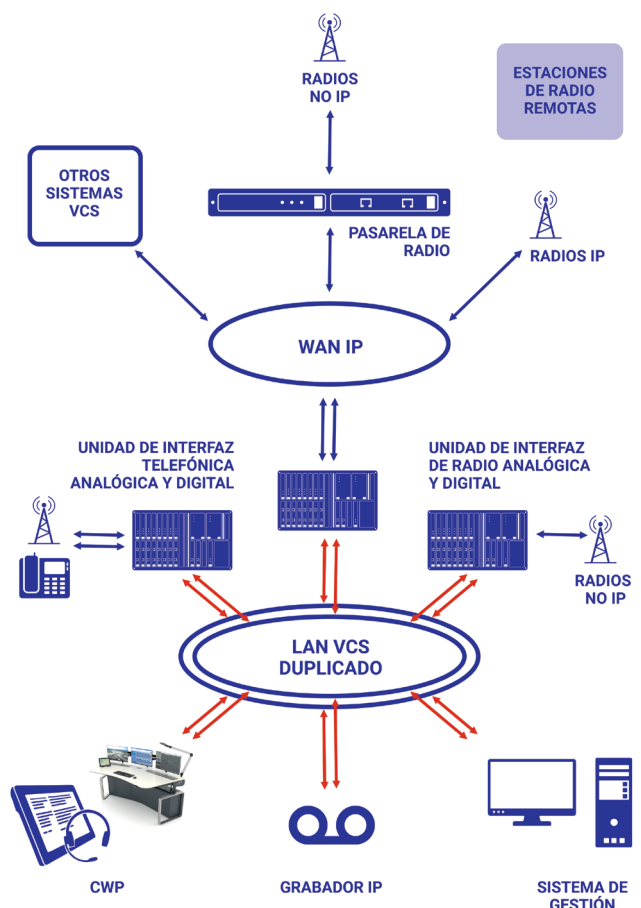 RADIOS
NO IP
ESTACIONES
DE RADIO
REMOTAS
OTROS
SISTEMAS
VCS
PASARELA DE
RADIO
RADIOS IP
WAN IP
UNIDAD DE INTERFAZ
TELEFÓNICA
ANALÓGICA Y DIGITAL
UNIDAD DE INTERFAZ
DE RADIO ANALÓGICA
Y DIGITAL
RADIOS
NO IP
LAN VCS
DUPLICADO
CWP
GRABADOR IP
SISTEMA DE
GESTIÓN